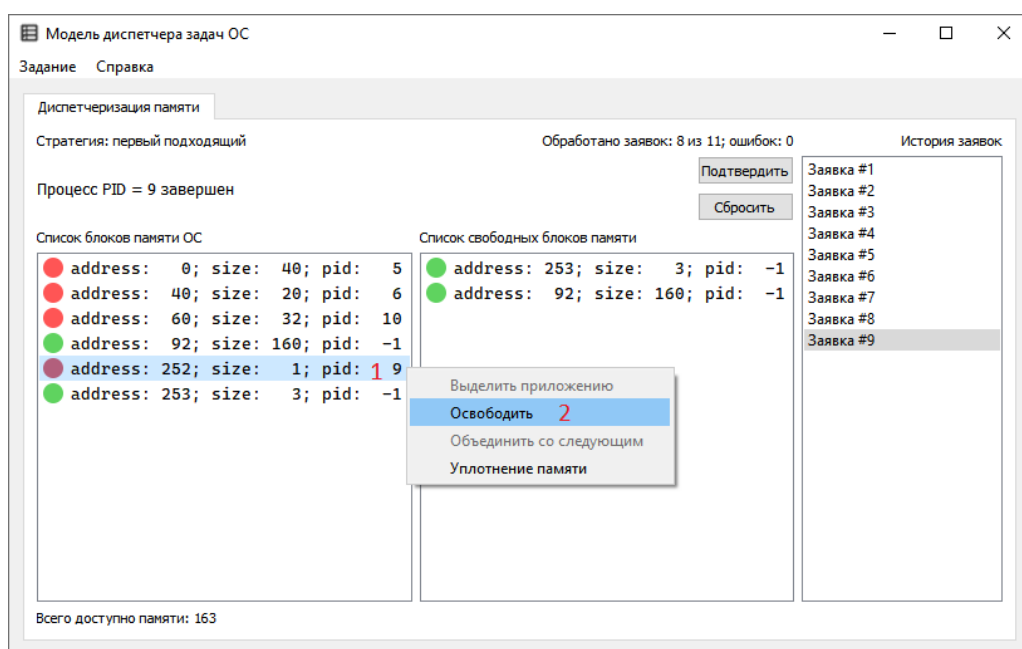 Модель диспетчера задач ОС
Задание Справка
Диспетчеризация памяти
Стратегия: первый подходящий
Обработано заявок: 8 из 11; ошибок: 0
История заявок
Процесс PID = 9 завершен
Подтвердить
Сбросить
Список блоков памяти ОС
address: 0; size: 40; pid: 5
address: 40; size: 20; pid: 6
address: 60; size: 32; pid: 10
address: 92; size: 160; pid: -1
address: 252; size: 1; pid: 1 9
address: 253; size: 3; pid: -1
Список свободных блоков памяти
address: 253; size: 3; pid: -1
address: 92; size: 160; pid: -1
Выделить приложению
Освободить 2
Объединить со следующим
Уплотнение памяти
Заявка #1
Заявка #2
Заявка #3
Заявка #4
Заявка #5
Заявка #6
Заявка #7
Заявка #8
Заявка #9
Всего доступно памяти: 163